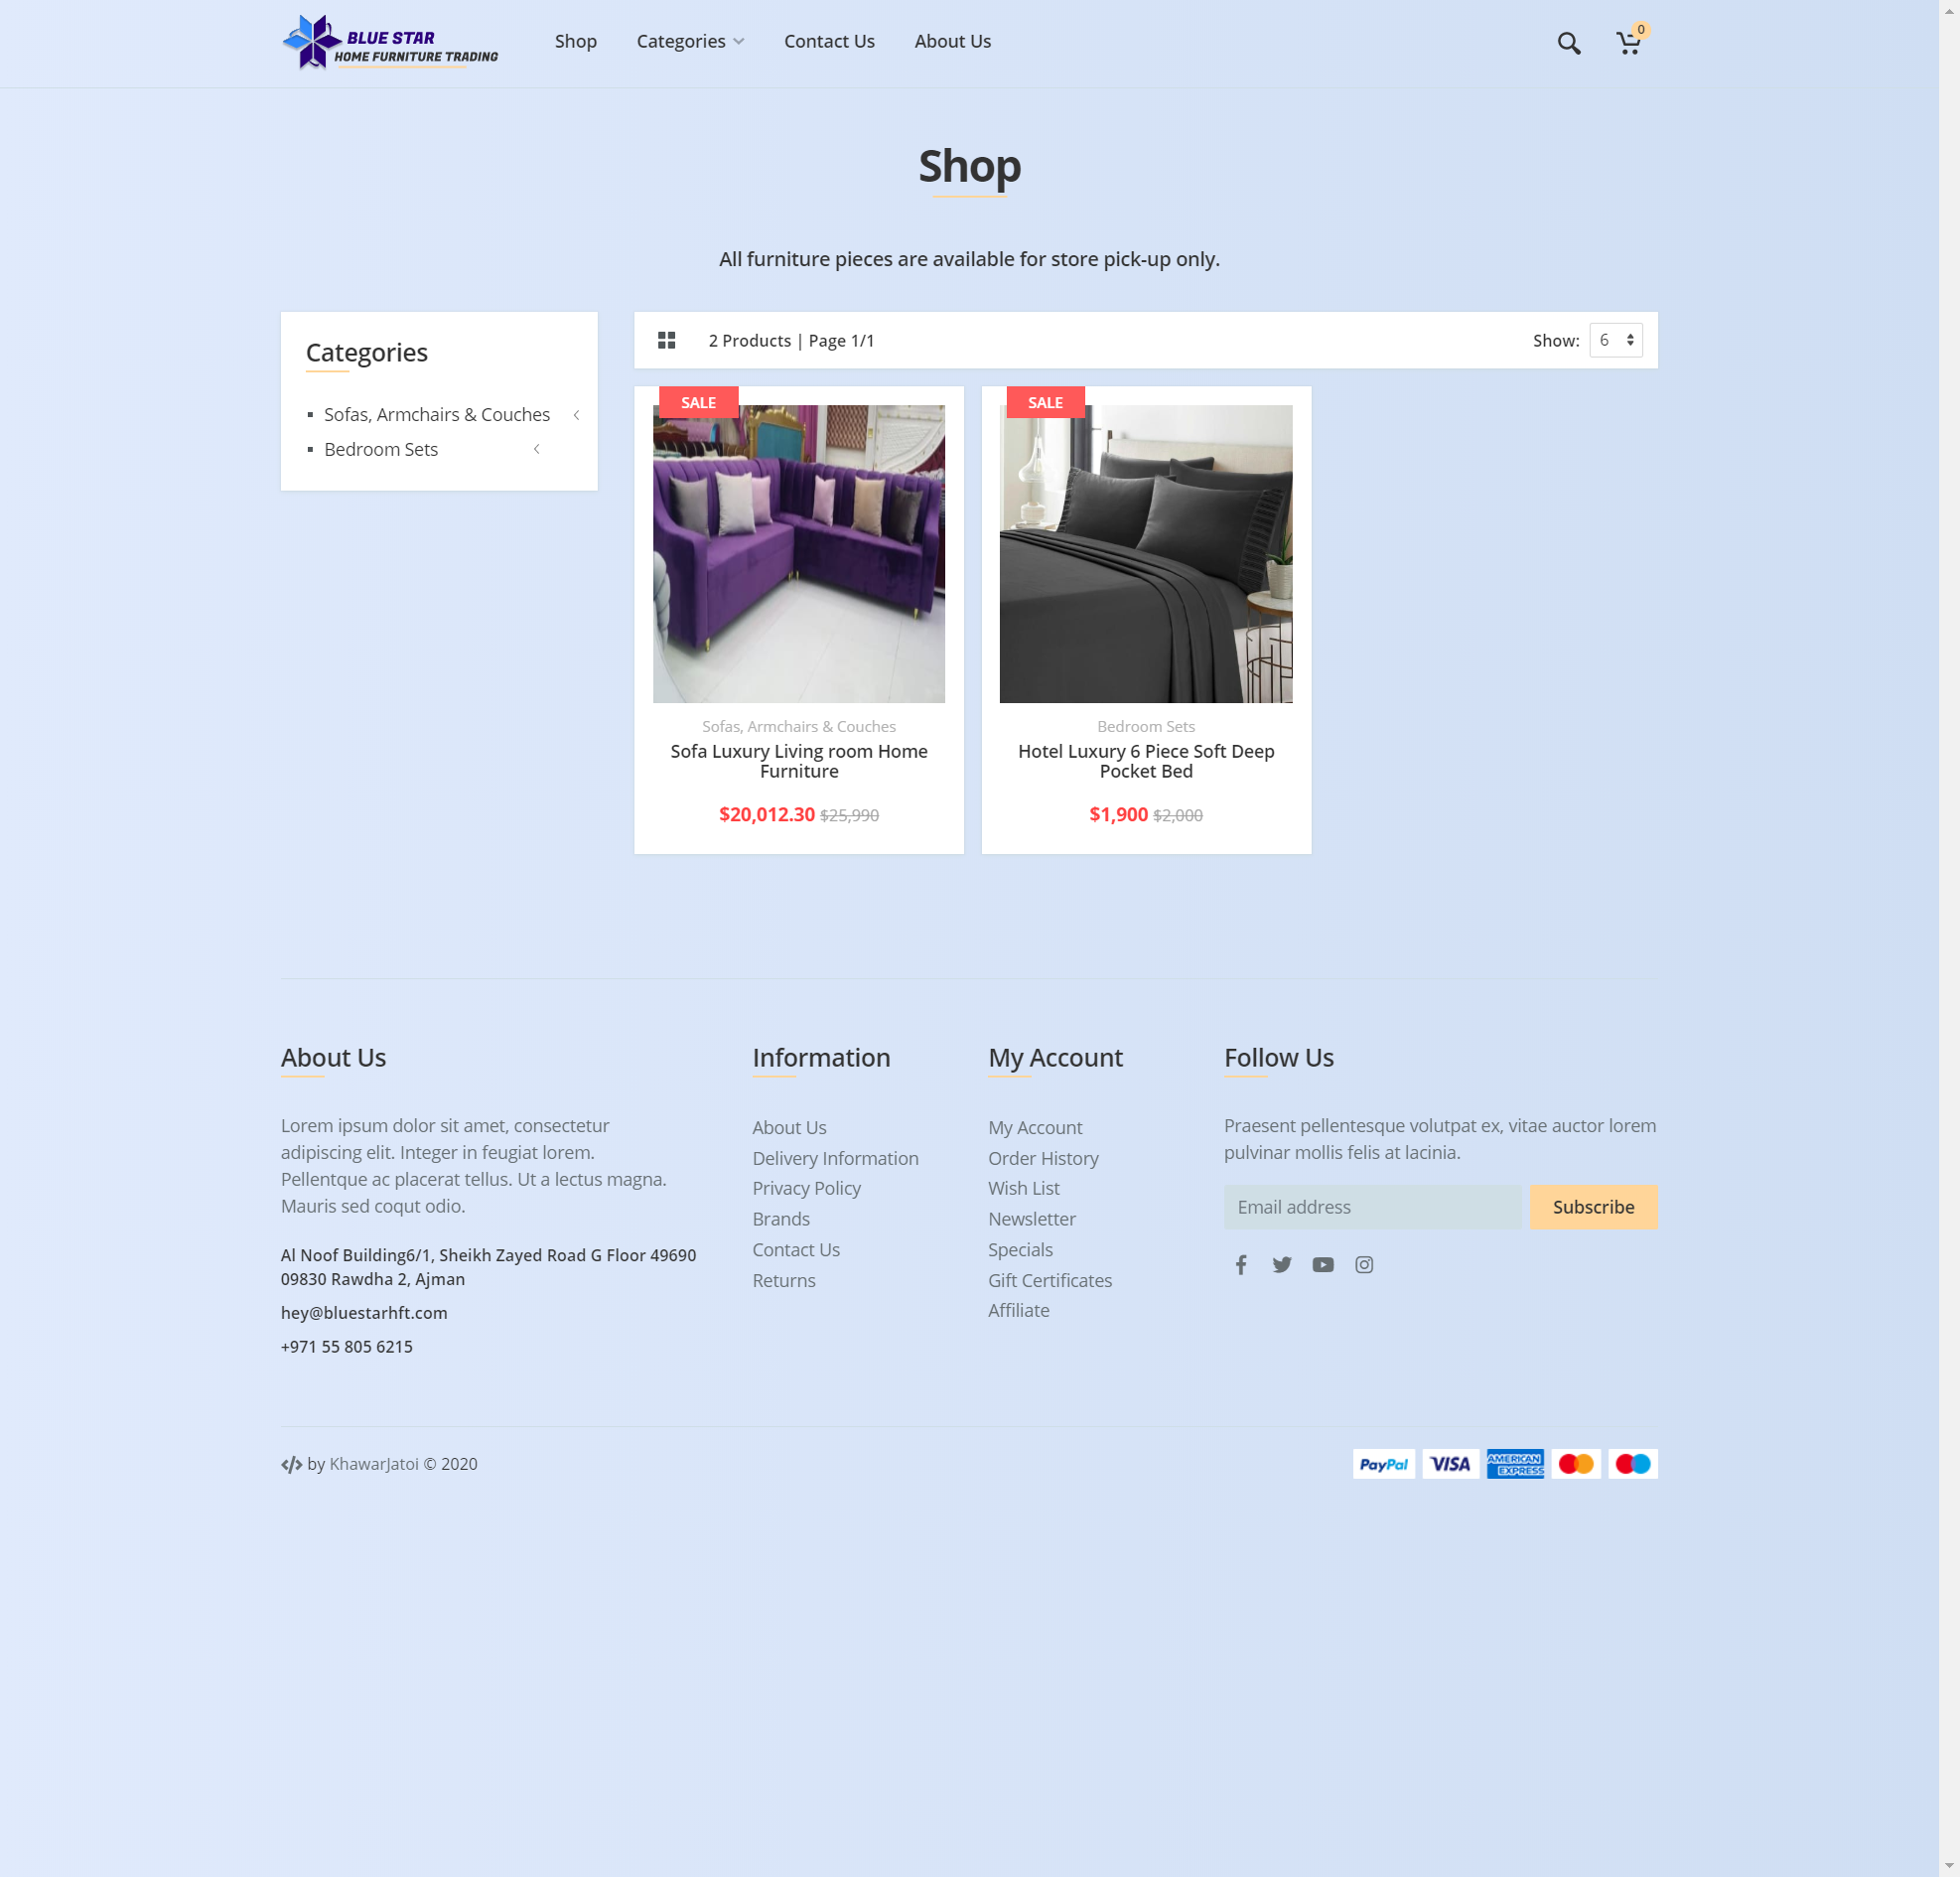 BLUE STAR
HOME FURNITURE TRADING
Shop
Categories
Contact Us
About Us
0
Shop
All furniture pieces are available for store pick-up only.
Categories
Sofas, Armchairs & Couches
Bedroom Sets
2 Products | Page 1/1
Show:
6
SALE
Sofas, Armchairs & Couches
Sofa Luxury Living room Home
Furniture
$20,012.30 $25,990
SALE
Bedroom Sets
Hotel Luxury 6 Piece Soft Deep
Pocket Bed
$1,900 $2,000
About Us
Lorem ipsum dolor sit amet, consectetur
adipiscing elit. Integer in feugiat lorem.
Pellentque ac placerat tellus. Ut a lectus magna.
Mauris sed coqut odio.
Al Noof Building6/1, Sheikh Zayed Road G Floor 49690
09830 Rawdha 2, Ajman
hey@bluestarhft.com
+971 55 805 6215
Information
About Us
Delivery Information
Privacy Policy
Brands
Contact Us
Returns
My Account
My Account
Order History
Wish List
Newsletter
Specials
Gift Certificates
Affiliate
Follow Us
Praesent pellentesque volutpat ex, vitae auctor lorem
pulvinar mollis felis at lacinia.
Email address
Subscribe
by KhawarJatoi © 2020
PayPal
VISA
AMERICAN
EXPRESS